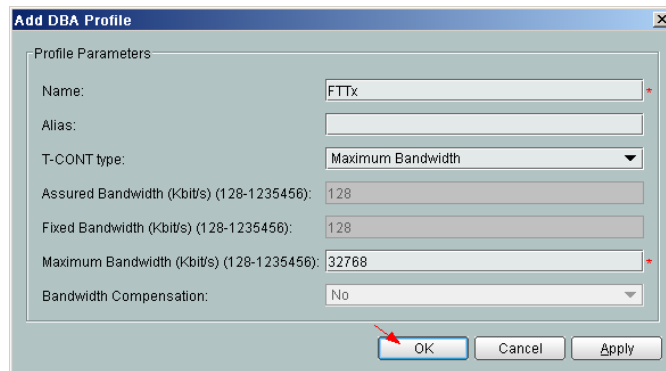 Add DBA Profile
Profile Parameters
Name: FTTx *
Alias:
T-CONT type: Maximum Bandwidth
Assured Bandwidth (Kbit/s) (128-1235456): 128
Fixed Bandwidth (Kbit/s) (128-1235456): 128
Maximum Bandwidth (Kbit/s) (128-1235456): 32768 *
Bandwidth Compensation: No
OK Cancel Apply